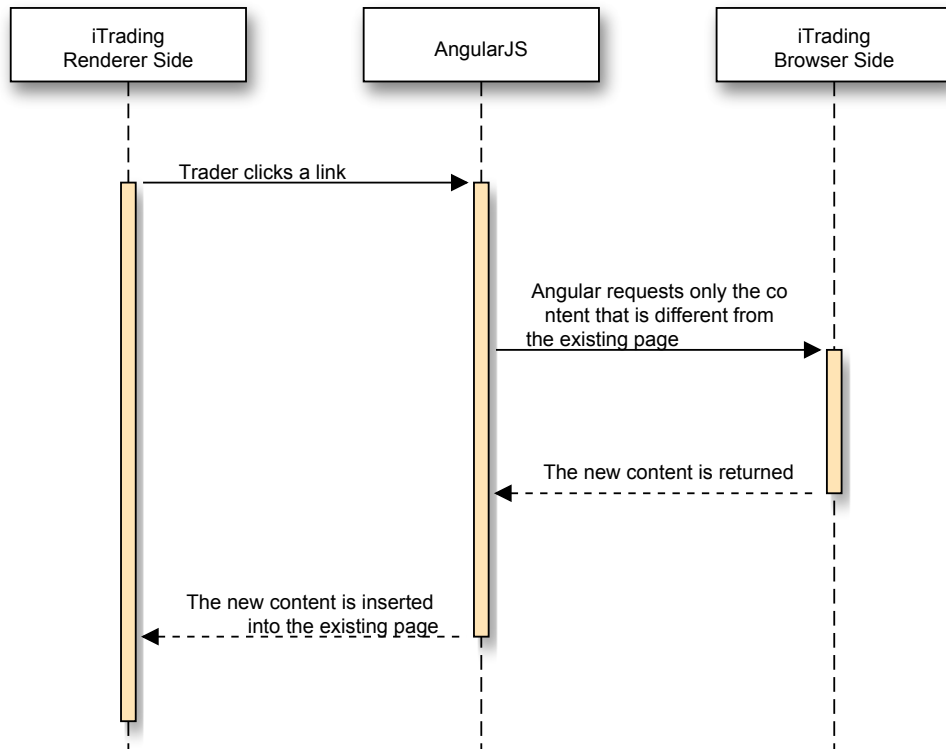 iTrading
Renderer Side
AngularJS
iTrading
Browser Side
Trader clicks a link
Angular requests only the co
ntent that is different from
the existing page
The new content is returned
The new content is inserted
into the existing page